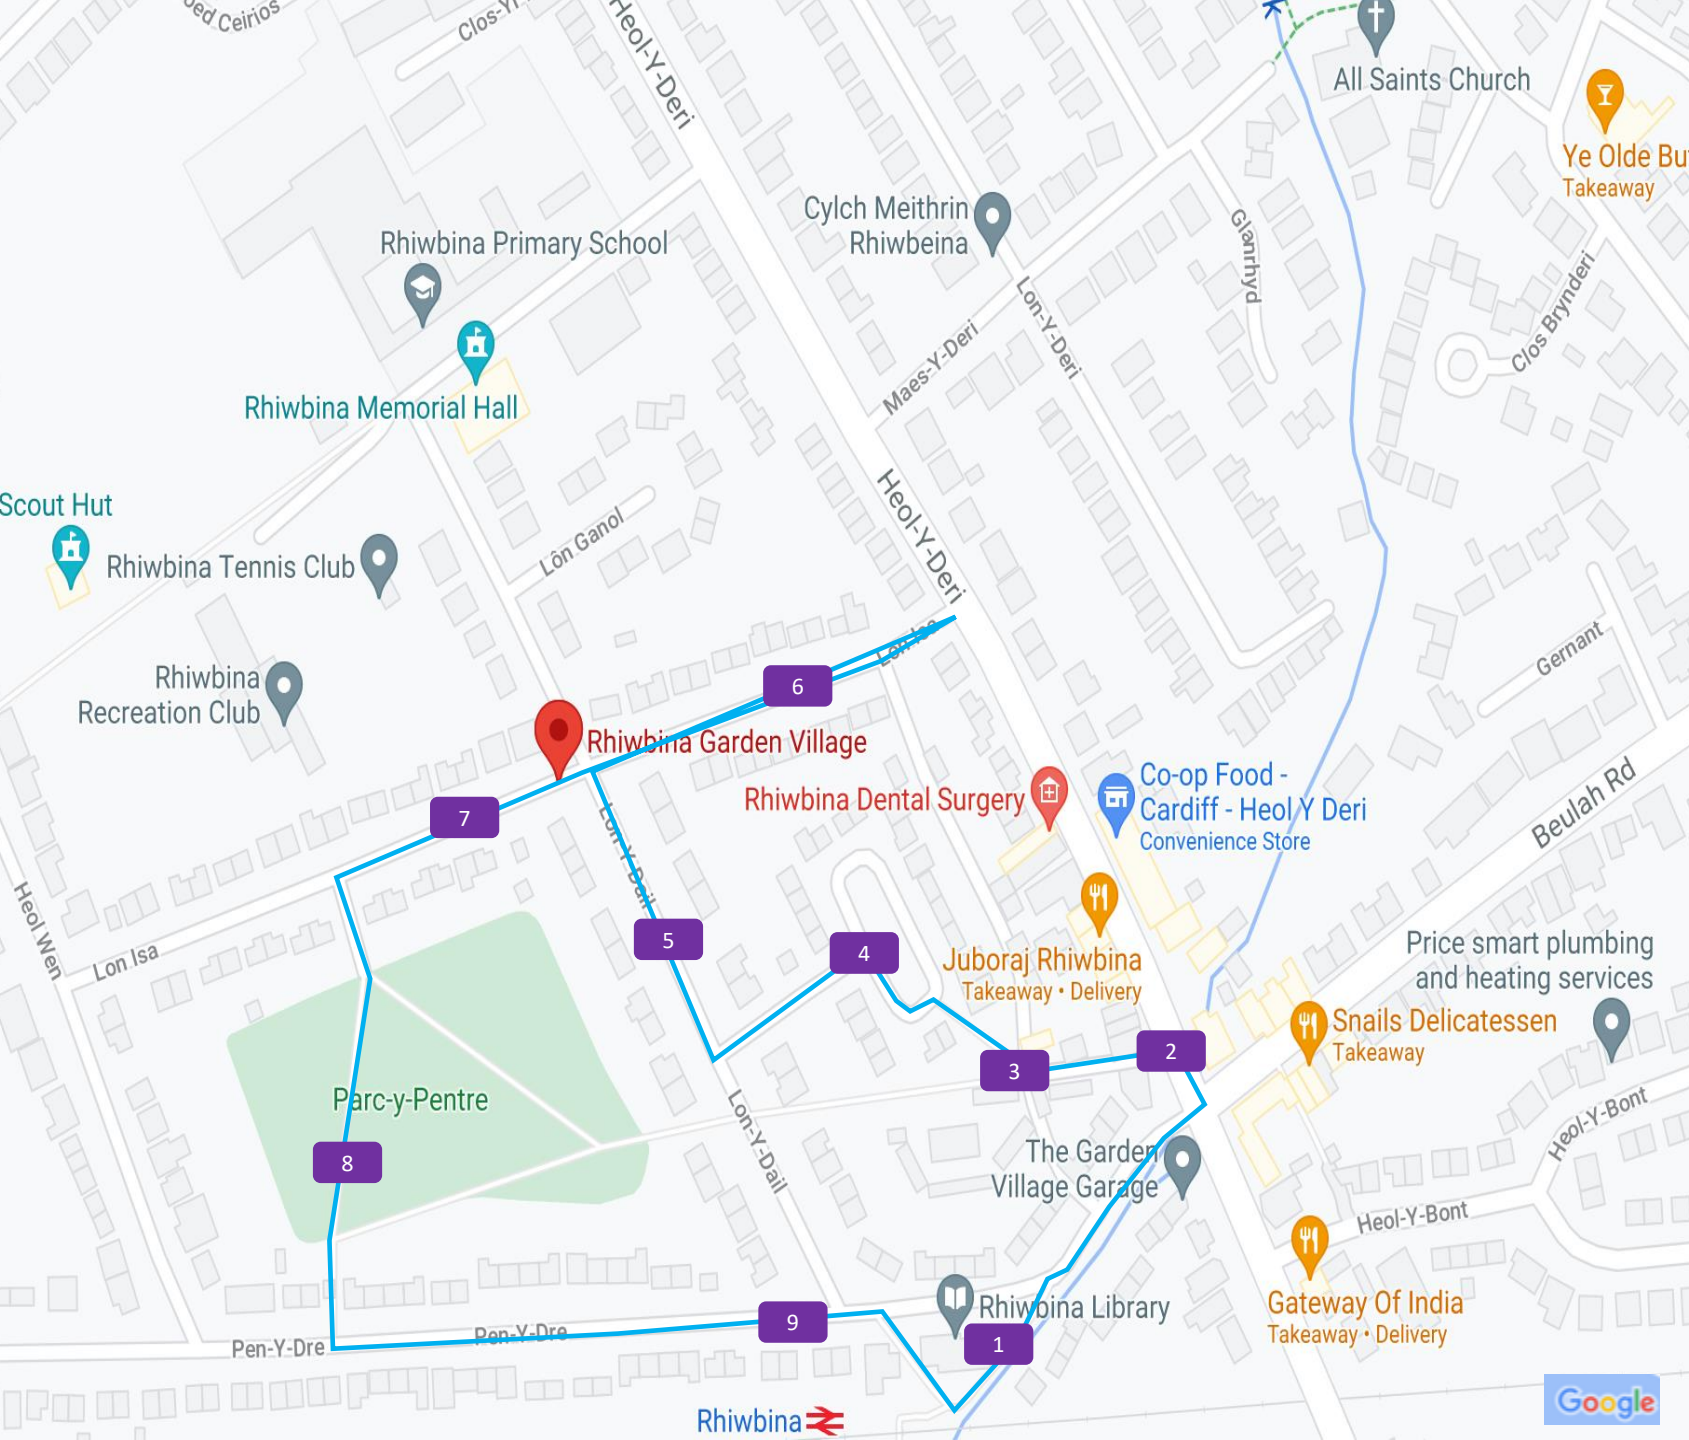 oed Ceirios
Heol-Y-Deri
All Saints Church
Takeaway
Cylch Meithrin
Rhiwbeina
Rhiwbina Primary School
Glanrhyd
Lon-Y-Deri
Clos Brynderi
Maes-Y-Deri
Rhiwbina Memorial Hall
Scout Hut
Heol-Y-Deri
Lôn Ganol
Rhiwbina Tennis Club
Lon Isa
Gernant
Rhiwbina
Recreation Club
6
Rhiwbina Garden Village
Rhiwbina Dental Surgery
Co-op Food -
Cardiff - Heol Y Deri
Convenience Store
Beulah Rd
7
Lon-Y-Dail
Heol Wen
5
4
Lon Isa
Juboraj Rhiwbina
Takeaway • Delivery
Price smart plumbing
and heating services
Snails Delicatessen
Takeaway
2
3
Parc-y-Pentre
Lon-Y-Dail
Heol-Y-Bont
The Garden
Village Garage
8
Heol-Y-Bont
Rhiwbina Library
Gateway Of India
Takeaway • Delivery
9
1
Pen-Y-Dre
Pen-Y-Dre
Rhiwbina
Google